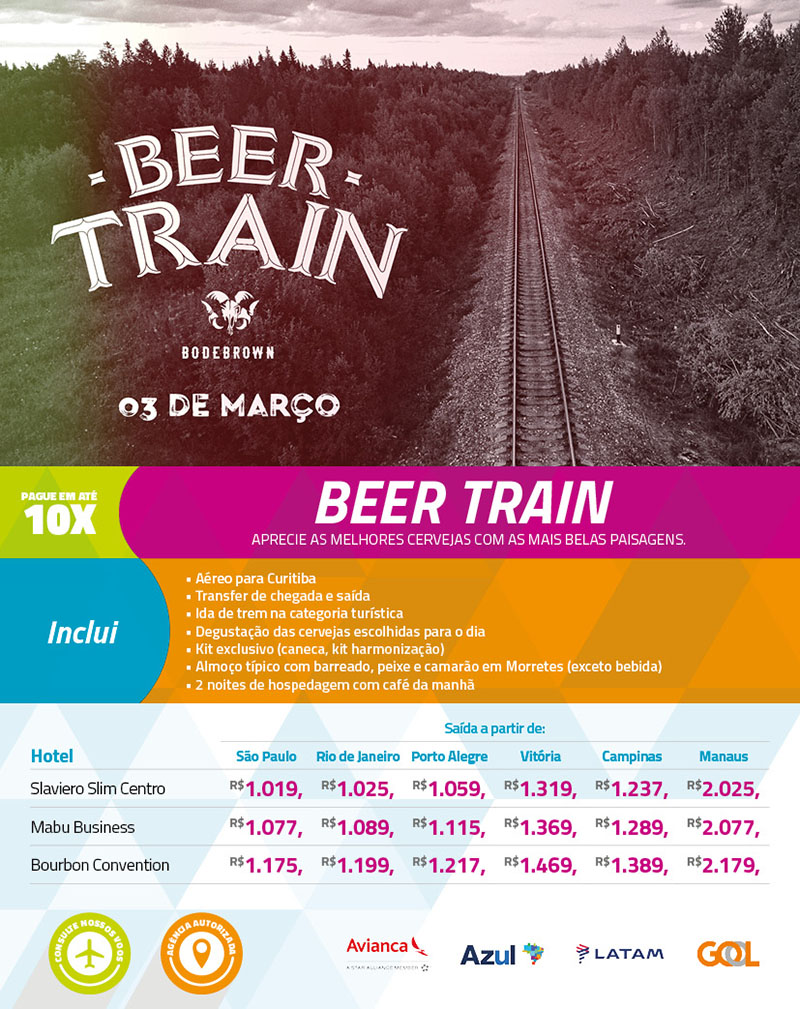 BEER
TRAIN
BODEBROWN
03 DE MARÇO
PAGUE EM ATÉ
10X
BEER TRAIN
APRECIE AS MELHORES CERVEJAS COM AS MAIS BELAS PAISAGENS.
Inclui
▪ Aéreo para Curitiba
▪ Transfer de chegada e saída
▪ Ida de trem na categoria turística
▪ Degustação das cervejas escolhidas para o dia
▪ Kit exclusivo (caneca, kit harmonização)
▪ Almoço típico com barreado, peixe e camarão em Morretes (exceto bebida)
▪ 2 noites de hospedagem com café da manhã
Saída a partir de:
Hotel São Paulo Rio de Janeiro Porto Alegre Vitória Campinas Manaus
Slaviero Slim Centro R$1.019, R$1.025, R$1.059, R$1.319, R$1.237, R$2.025,
Mabu Business R$1.077, R$1.089, R$1.115, R$1.369, R$1.289, R$2.077,
Bourbon Convention R$1.175, R$1.199, R$1.217, R$1.469, R$1.389, R$2.179,
CONSULTE NOSSOS VOOS
AGÊNCIA AUTORIZADA
Avianca
A STAR ALLIANCE MEMBER
Azul
LATAM
GOL